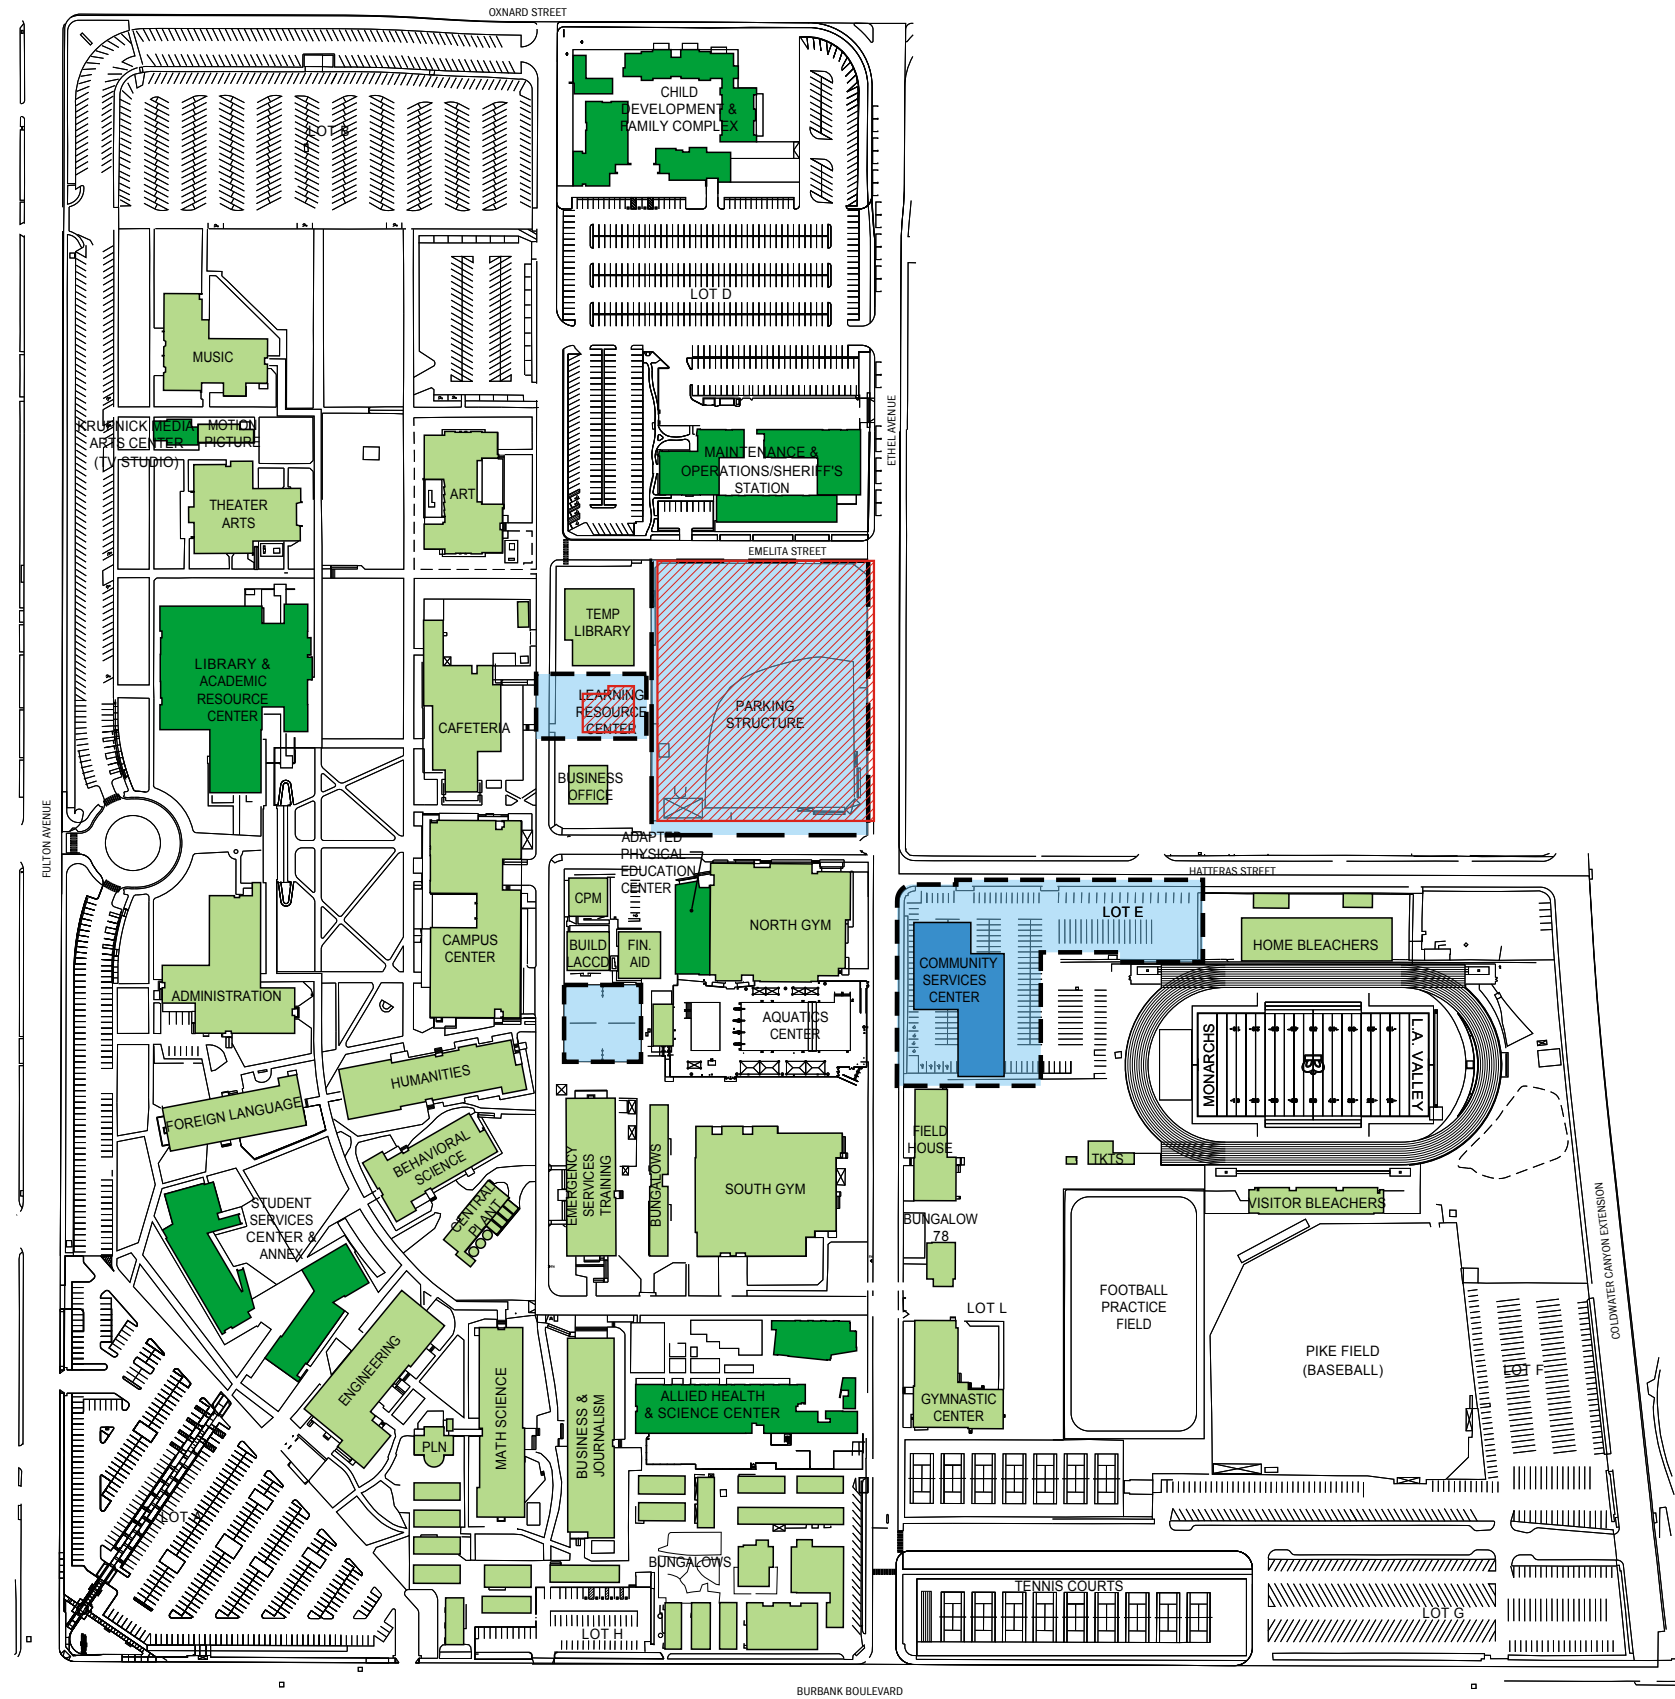 OXNARD STREET
CHILD
DEVELOPMENT &
FAMILY COMPLEX
LOT B
LOT D
MUSIC
KRUPNICK MEDIA
ARTS CENTER
(TV STUDIO)
MOTION
PICTURE
THEATER
ARTS
ART
MAINTENANCE &
OPERATIONS/SHERIFF'S
STATION
ETHEL AVENUE
EMELITA STREET
TEMP
LIBRARY
LIBRARY &
ACADEMIC
RESOURCE
CENTER
CAFETERIA
LEARNING
RESOURCE
CENTER
PARKING
STRUCTURE
BUSINESS
OFFICE
FULTON AVENUE
ADAPTED
PHYSICAL
EDUCATION
CENTER
HATTERAS STREET
CPM
NORTH GYM
LOT E
HOME BLEACHERS
CAMPUS
CENTER
BUILD
LACCD
FIN.
AID
COMMUNITY
SERVICES
CENTER
ADMINISTRATION
AQUATICS
CENTER
MONARCHS
L.A. VALLEY
HUMANITIES
FOREIGN LANGUAGE
BEHAVIORAL
SCIENCE
FIELD
HOUSE
TKTS
EMERGENCY
SERVICES
TRAINING
BUNGALOWS
SOUTH GYM
VISITOR BLEACHERS
STUDENT
SERVICES
CENTER &
ANNEX
CENTRAL
PLANT
BUNGALOW
78
COLDWATER CANYON EXTENSION
LOT L
FOOTBALL
PRACTICE
FIELD
PIKE FIELD
(BASEBALL)
LOT F
ENGINEERING
MATH SCIENCE
BUSINESS &
JOURNALISM
ALLIED HEALTH
& SCIENCE CENTER
GYMNASTIC
CENTER
PLN
LOT A
BUNGALOWS
TENNIS COURTS
LOT G
LOT H
BURBANK BOULEVARD